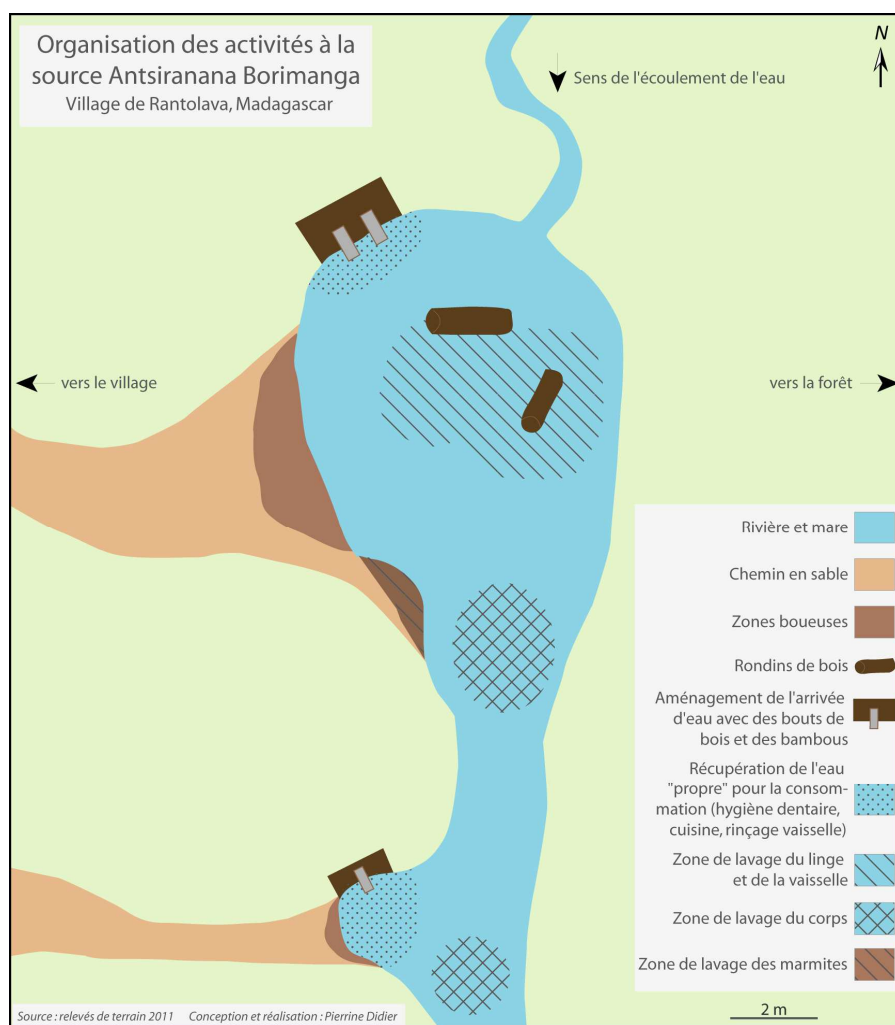 Organisation des activités à la
source Antsiranana Borimanga
Village de Rantolava, Madagascar
N
Sens de l'écoulement de l'eau
vers le village
vers la forêt
Rivière et mare
Chemin en sable
Zones boueuses
Rondins de bois
Aménagement de l'arrivée
d'eau avec des bouts de
bois et des bambous
Récupération de l'eau
"propre" pour la consom-
mation (hygiène dentaire,
cuisine, rinçage vaisselle)
Zone de lavage du linge
et de la vaisselle
Zone de lavage du corps
Zone de lavage des marmites
2 m
Source : relevés de terrain 2011 Conception et réalisation : Pierrine Didier